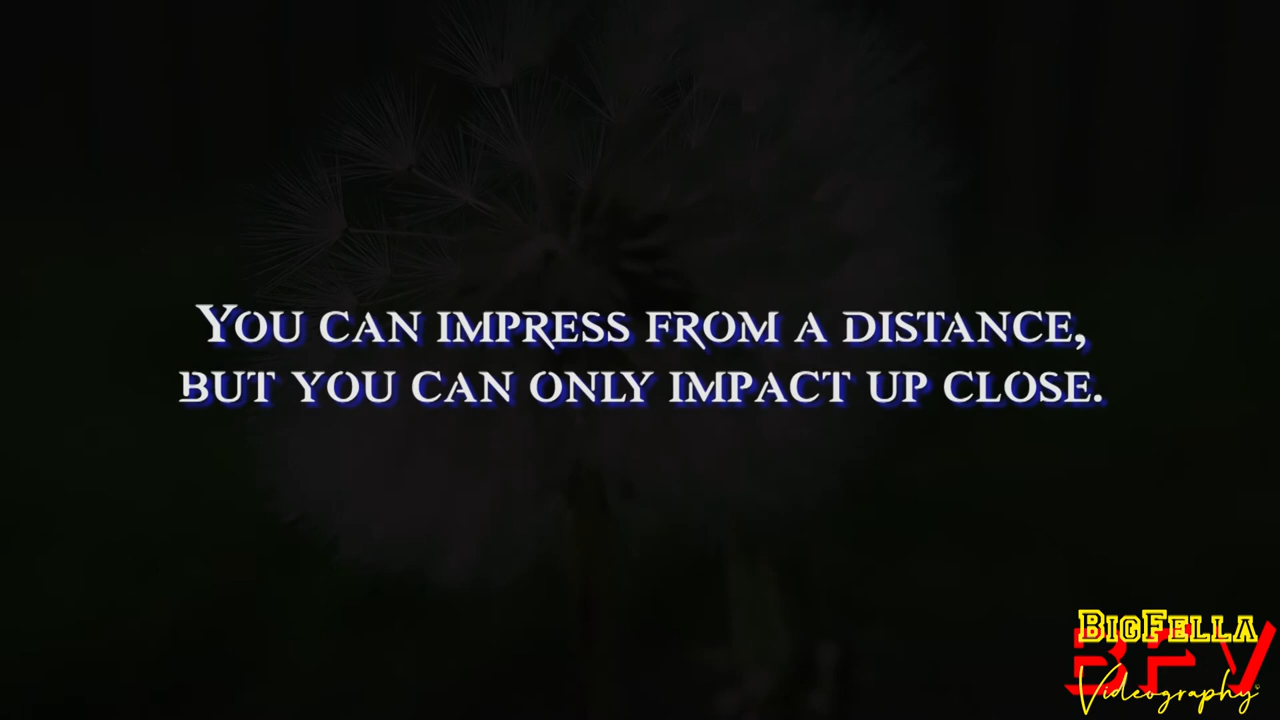 You can impress from a distance,
but you can only impact up close.
BigFella
BFV
Videography